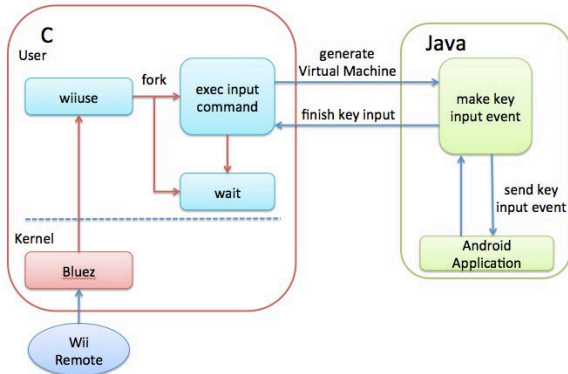 C
User
fork
wiiuse
exec input
command
wait
Kernel
Bluez
Wii
Remote
generate
Virtual Machine
finish key input
Java
make key
input event
send key
input event
Android
Application